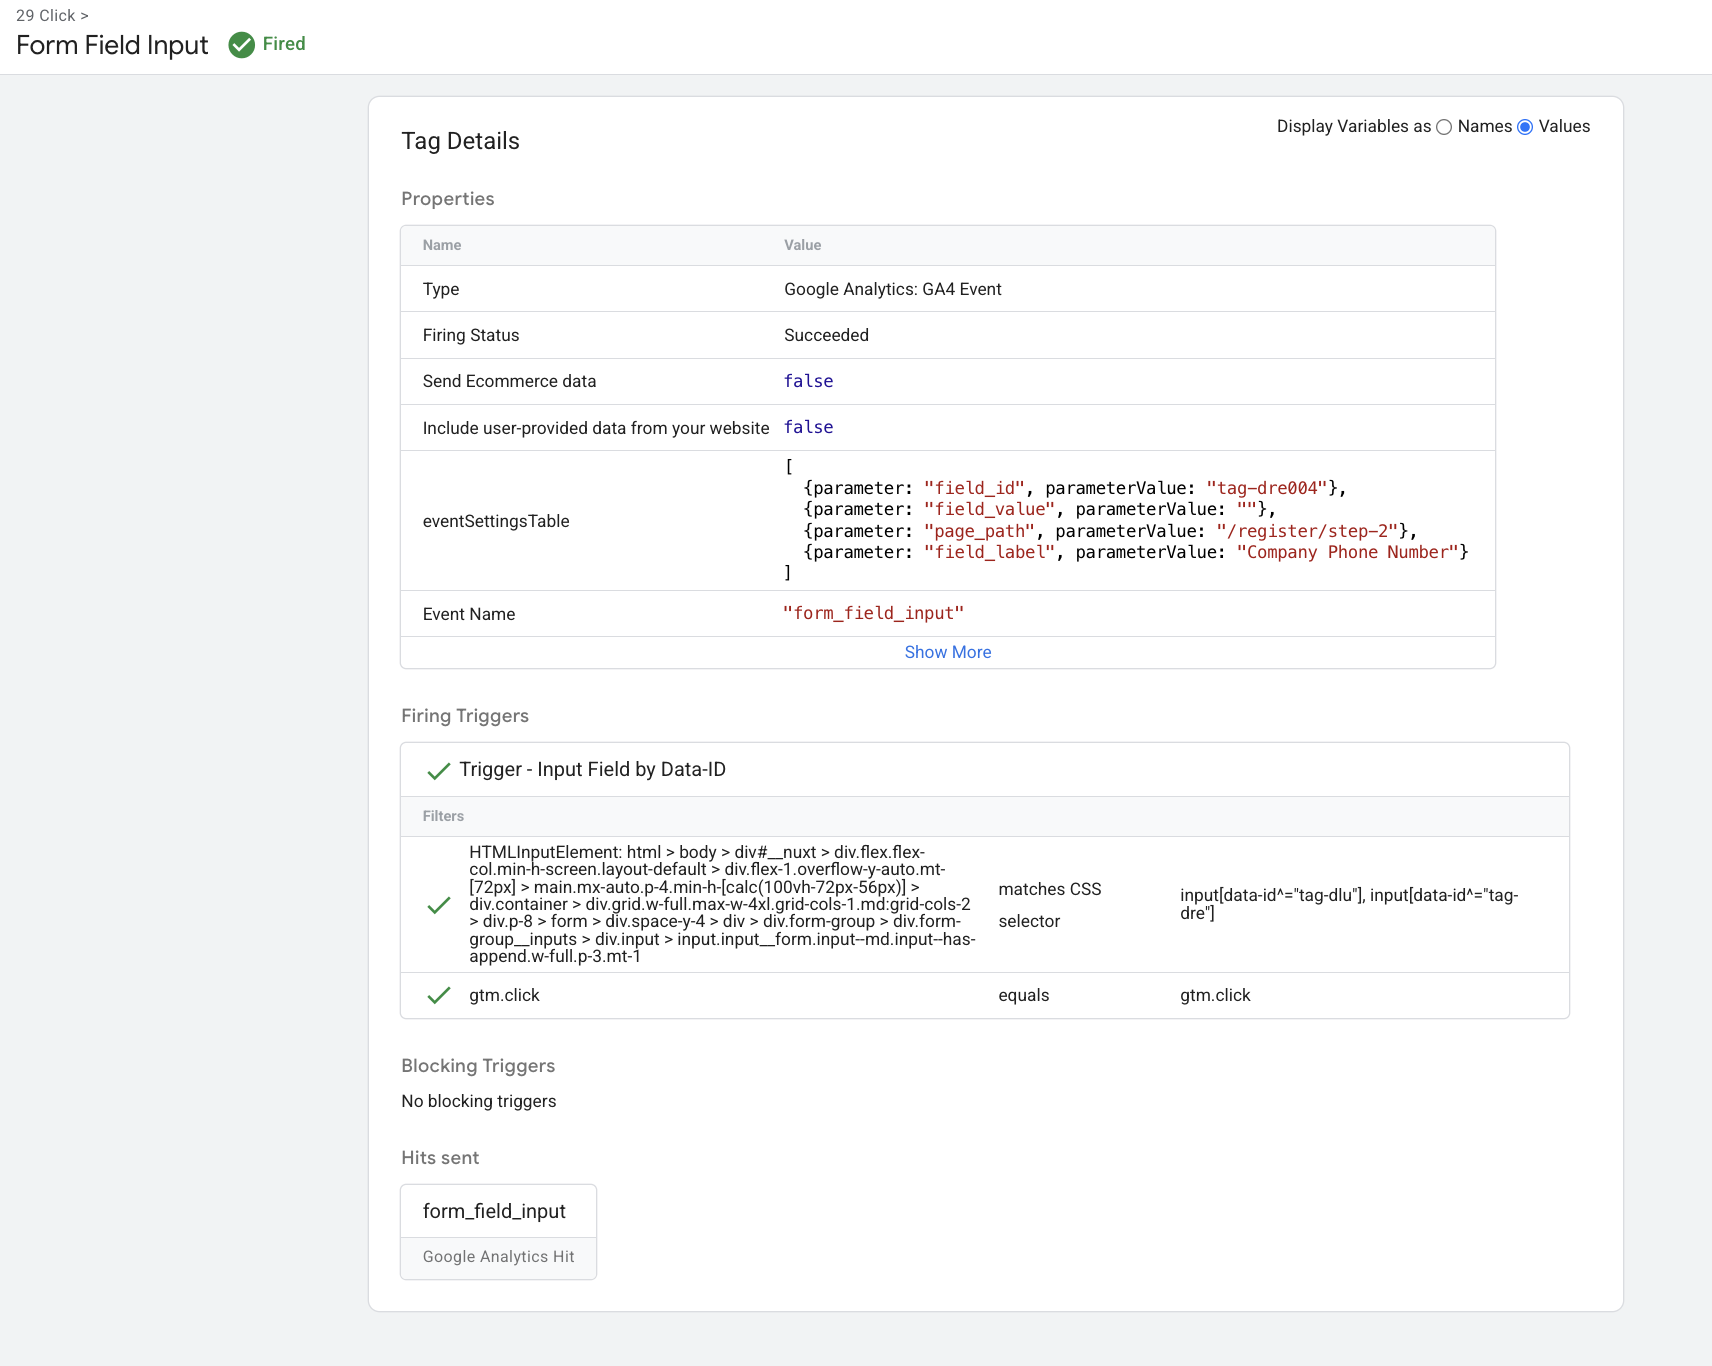 29 Click >
Form Field Input Fired
Tag Details
Display Variables as Names Values
Properties
Name Value
Type Google Analytics: GA4 Event
Firing Status Succeeded
Send Ecommerce data false
Include user-provided data from your website false
eventSettingsTable
[
{parameter: "field_id", parameterValue: "tag-dre004"},
{parameter: "field_value", parameterValue: ""},
{parameter: "page_path", parameterValue: "/register/step-2"},
{parameter: "field_label", parameterValue: "Company Phone Number"}
]
Event Name "form_field_input"
Show More
Firing Triggers
Trigger - Input Field by Data-ID
Filters
HTMLInputElement: html > body > div#__nuxt > div.flex.flex-
col.min-h-screen.layout-default > div.flex-1.overflow-y-auto.mt-
[72px] > main.mx-auto.p-4.min-h-[calc(100vh-72px-56px)] >
div.container > div.grid.w-full.max-w-4xl.grid-cols-1.md:grid-cols-2
> div.p-8 > form > div.space-y-4 > div > div.form-group > div.form-
group__inputs > div.input > input.input__form.input--md.input--has-
append.w-full.p-3.mt-1
matches CSS
selector
input[data-id^="tag-dlu"], input[data-id^="tag-
dre"]
gtm.click equals gtm.click
Blocking Triggers
No blocking triggers
Hits sent
form_field_input
Google Analytics Hit